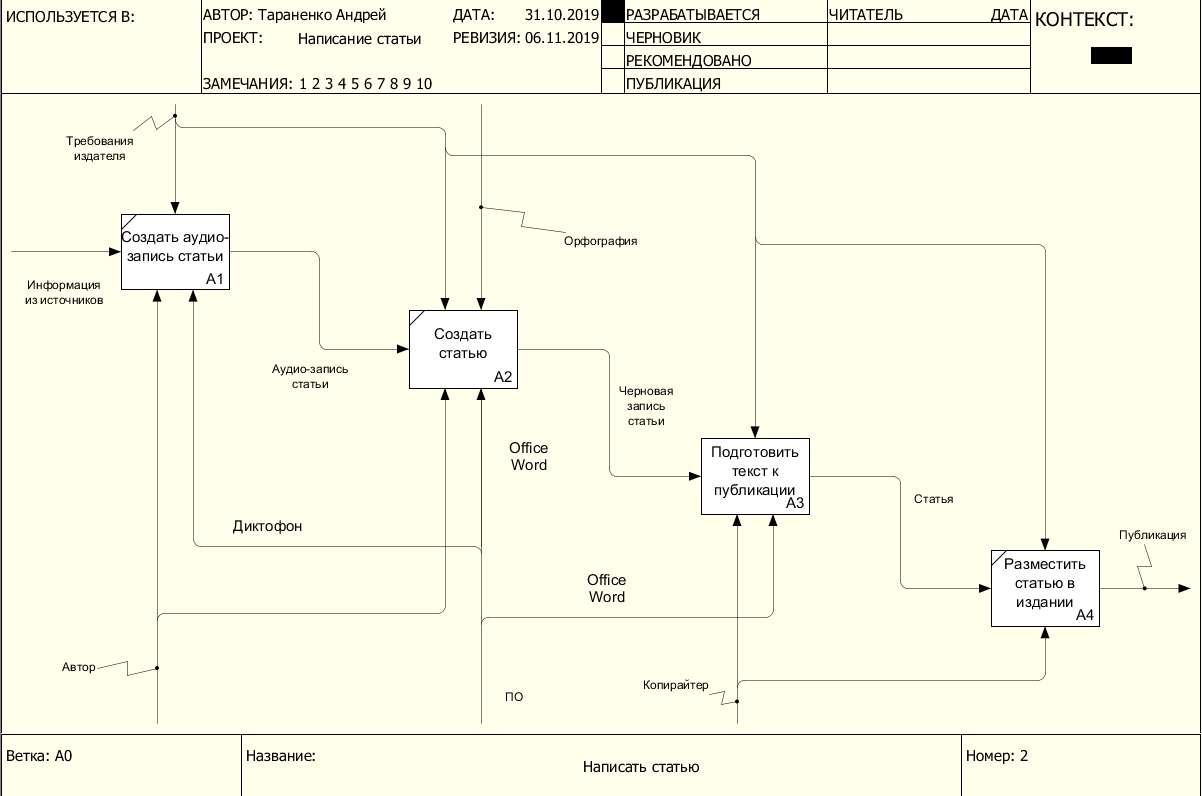 ИСПОЛЬЗУЕТСЯ В:
АВТОР: Тараненко Андрей
ДАТА: 31.10.2019
РАЗРАБАТЫВАЕТСЯ
ЧИТАТЕЛЬ
ДАТА
КОНТЕКСТ:
ПРОЕКТ: Написание статьи
РЕВИЗИЯ: 06.11.2019
ЧЕРНОВИК
РЕКОМЕНДОВАНО
ЗАМЕЧАНИЯ: 1 2 3 4 5 6 7 8 9 10
ПУБЛИКАЦИЯ
Требования
издателя
Создать аудио-
запись статьи
A1
Орфография
Информация
из источников
Создать
статью
A2
Аудио-запись
статьи
Черновая
запись
статьи
Office
Word
Подготовить
текст к
публикации
A3
Статья
Диктофон
Публикация
Разместить
статью в
издании
A4
Office
Word
Автор
Копирайтер
ПО
Ветка: A0
Название:
Написать статью
Номер: 2